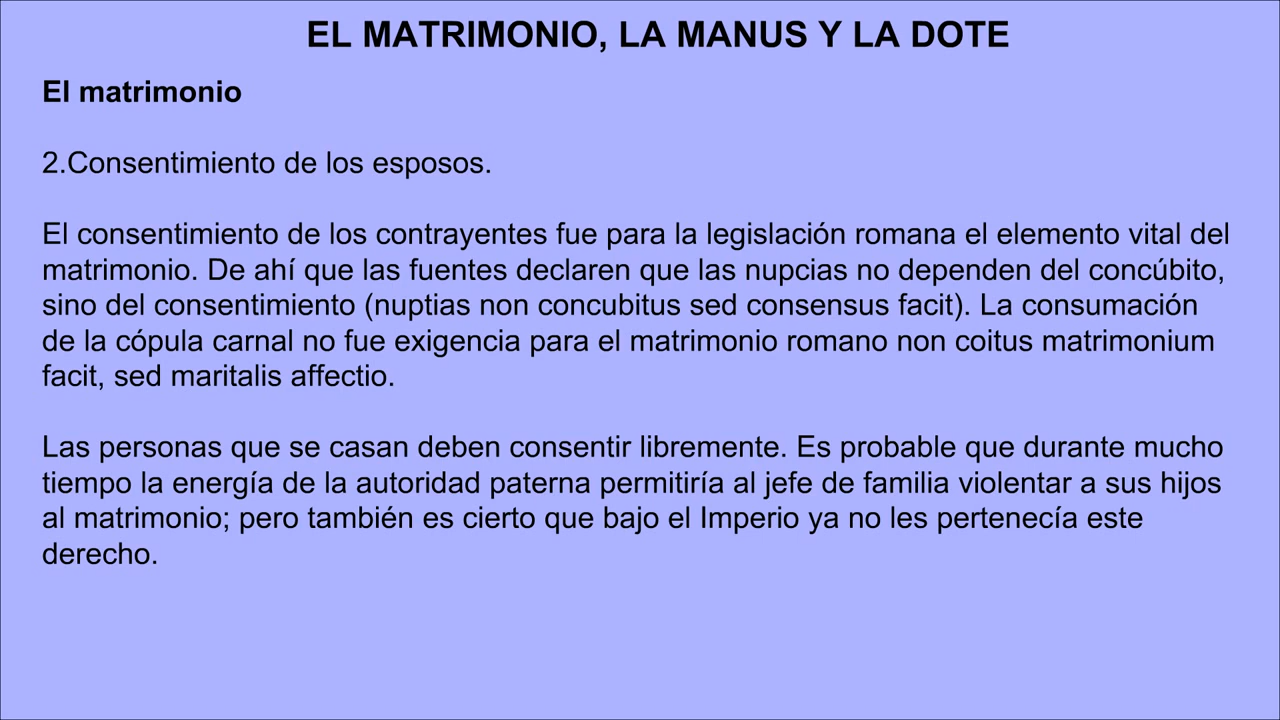 EL MATRIMONIO, LA MANUS Y LA DOTE
El matrimonio
2.Consentimiento de los esposos.
El consentimiento de los contrayentes fue para la legislación romana el elemento vital del
matrimonio. De ahí que las fuentes declaren que las nupcias no dependen del concúbito,
sino del consentimiento (nuptias non concubitus sed consensus facit). La consumación
de la cópula carnal no fue exigencia para el matrimonio romano non coitus matrimonium
facit, sed maritalis affectio.
Las personas que se casan deben consentir libremente. Es probable que durante mucho
tiempo la energía de la autoridad paterna permitiría al jefe de familia violentar a sus hijos
al matrimonio; pero también es cierto que bajo el Imperio ya no les pertenecía este
derecho.